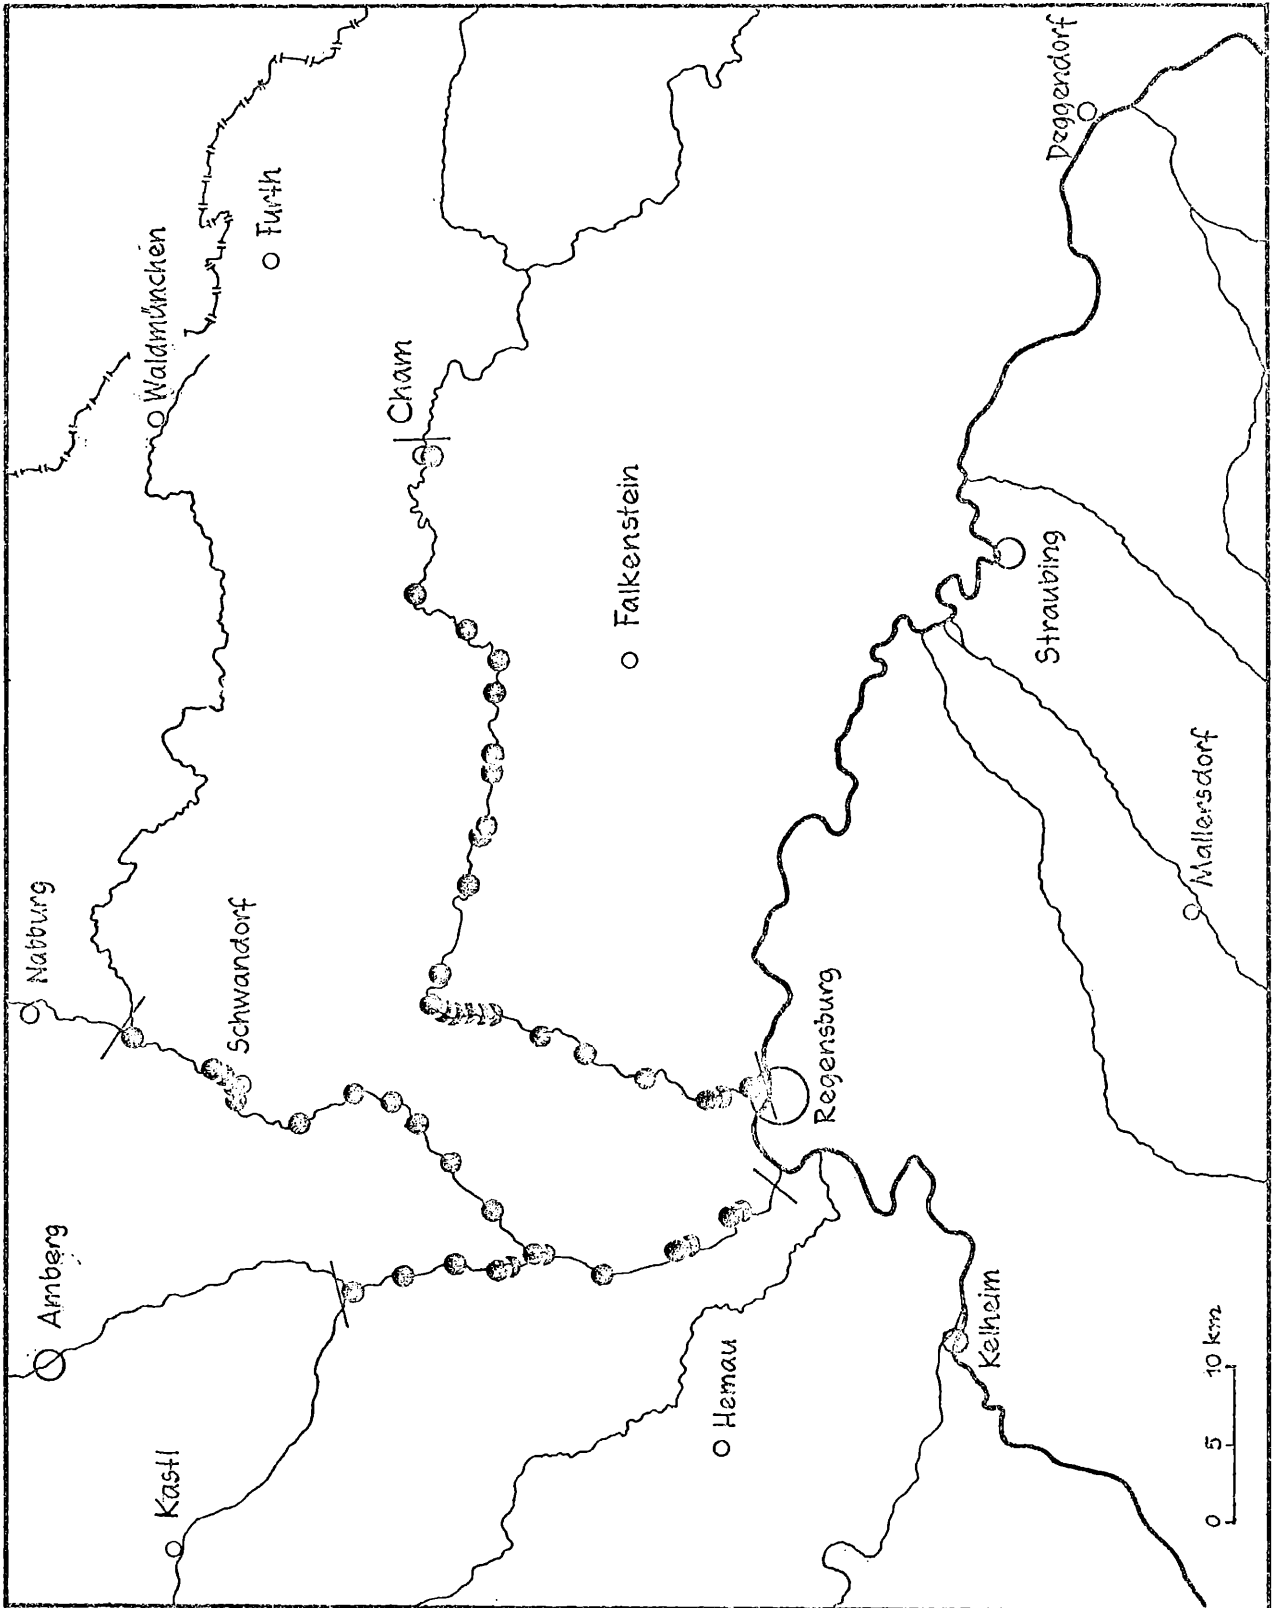 Nabburg
Waldmünchen
Furth
Amberg
Schwandorf
Cham
Kastl
Falkenstein
Deggendorf
Regensburg
Straubing
Hemau
Kelheim
Mallersdorf
0 5 10 km